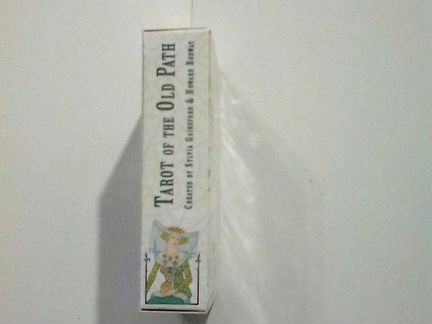 TAROT OF THE OLD PATH
CREATED BY SYLVIA GAINSFORD & HOWARD RODWAY